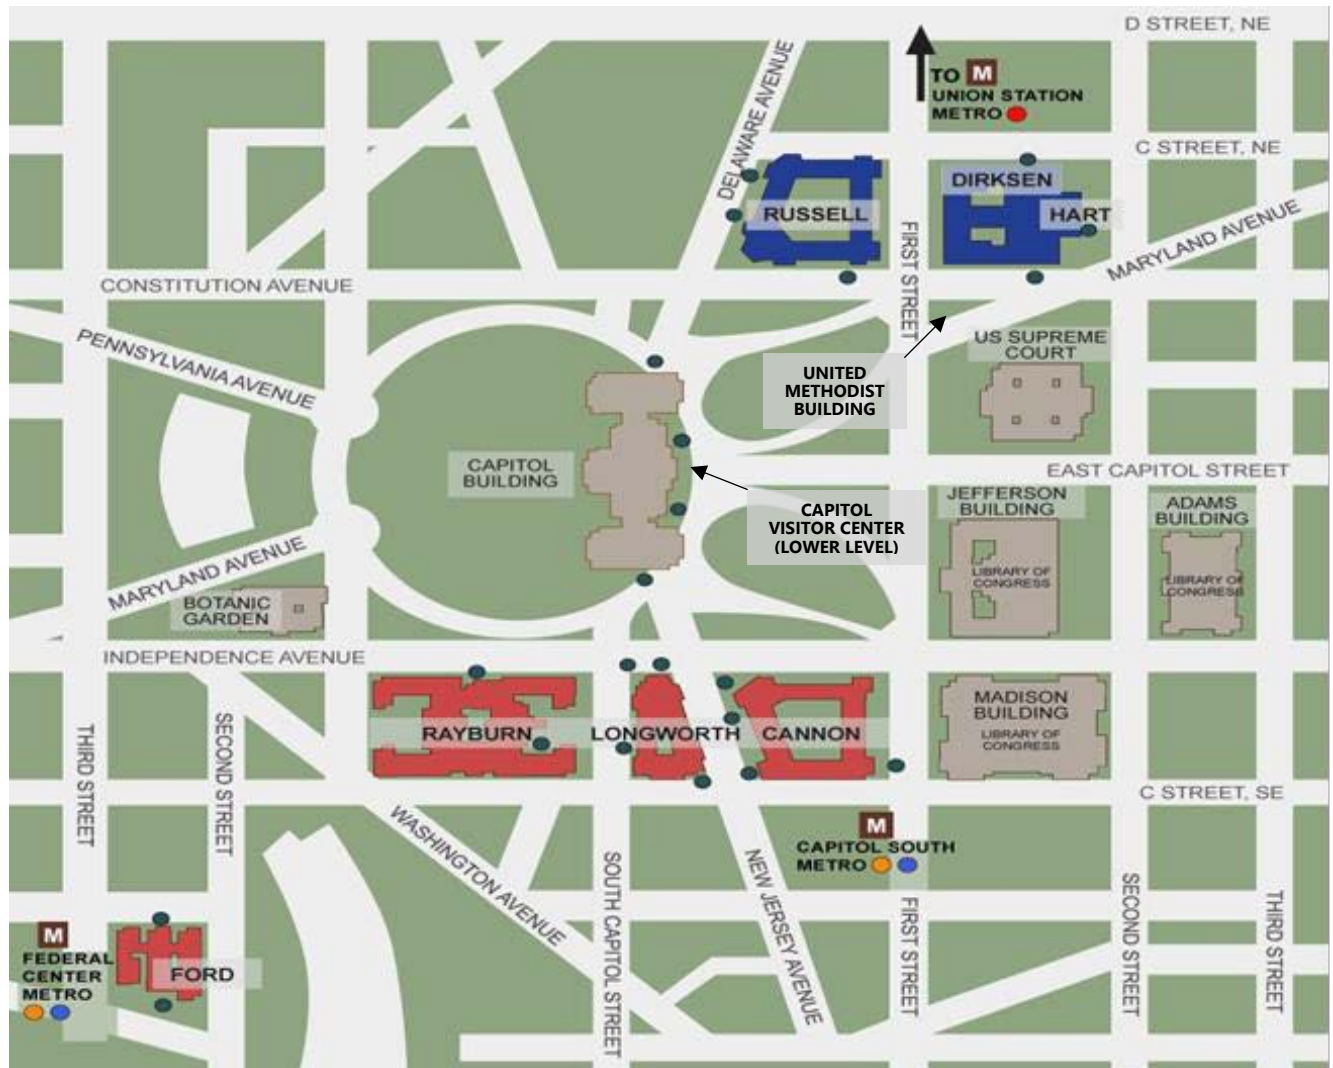 D STREET, NE
TO M
UNION STATION
METRO
C STREET, NE
DELAWARE AVENUE
DIRKSEN
RUSSELL
HART
FIRST STREET
MARYLAND AVENUE
CONSTITUTION AVENUE
PENNSYLVANIA AVENUE
US SUPREME
COURT
UNITED
METHODIST
BUILDING
CAPITOL
BUILDING
EAST CAPITOL STREET
JEFFERSON
BUILDING
ADAMS
BUILDING
CAPITOL
VISITOR CENTER
(LOWER LEVEL)
LIBRARY OF
CONGRESS
LIBRARY OF
CONGRESS
MARYLAND AVENUE
BOTANIC
GARDEN
INDEPENDENCE AVENUE
MADISON
BUILDING
LIBRARY OF
CONGRESS
RAYBURN
LONGWORTH
CANNON
THIRD STREET
SECOND STREET
C STREET, SE
WASHINGTON AVENUE
M
CAPITOL SOUTH
METRO
SOUTH CAPITOL STREET
NEW JERSEY AVENUE
FIRST STREET
SECOND STREET
THIRD STREET
M
FEDERAL
CENTER
METRO
FORD